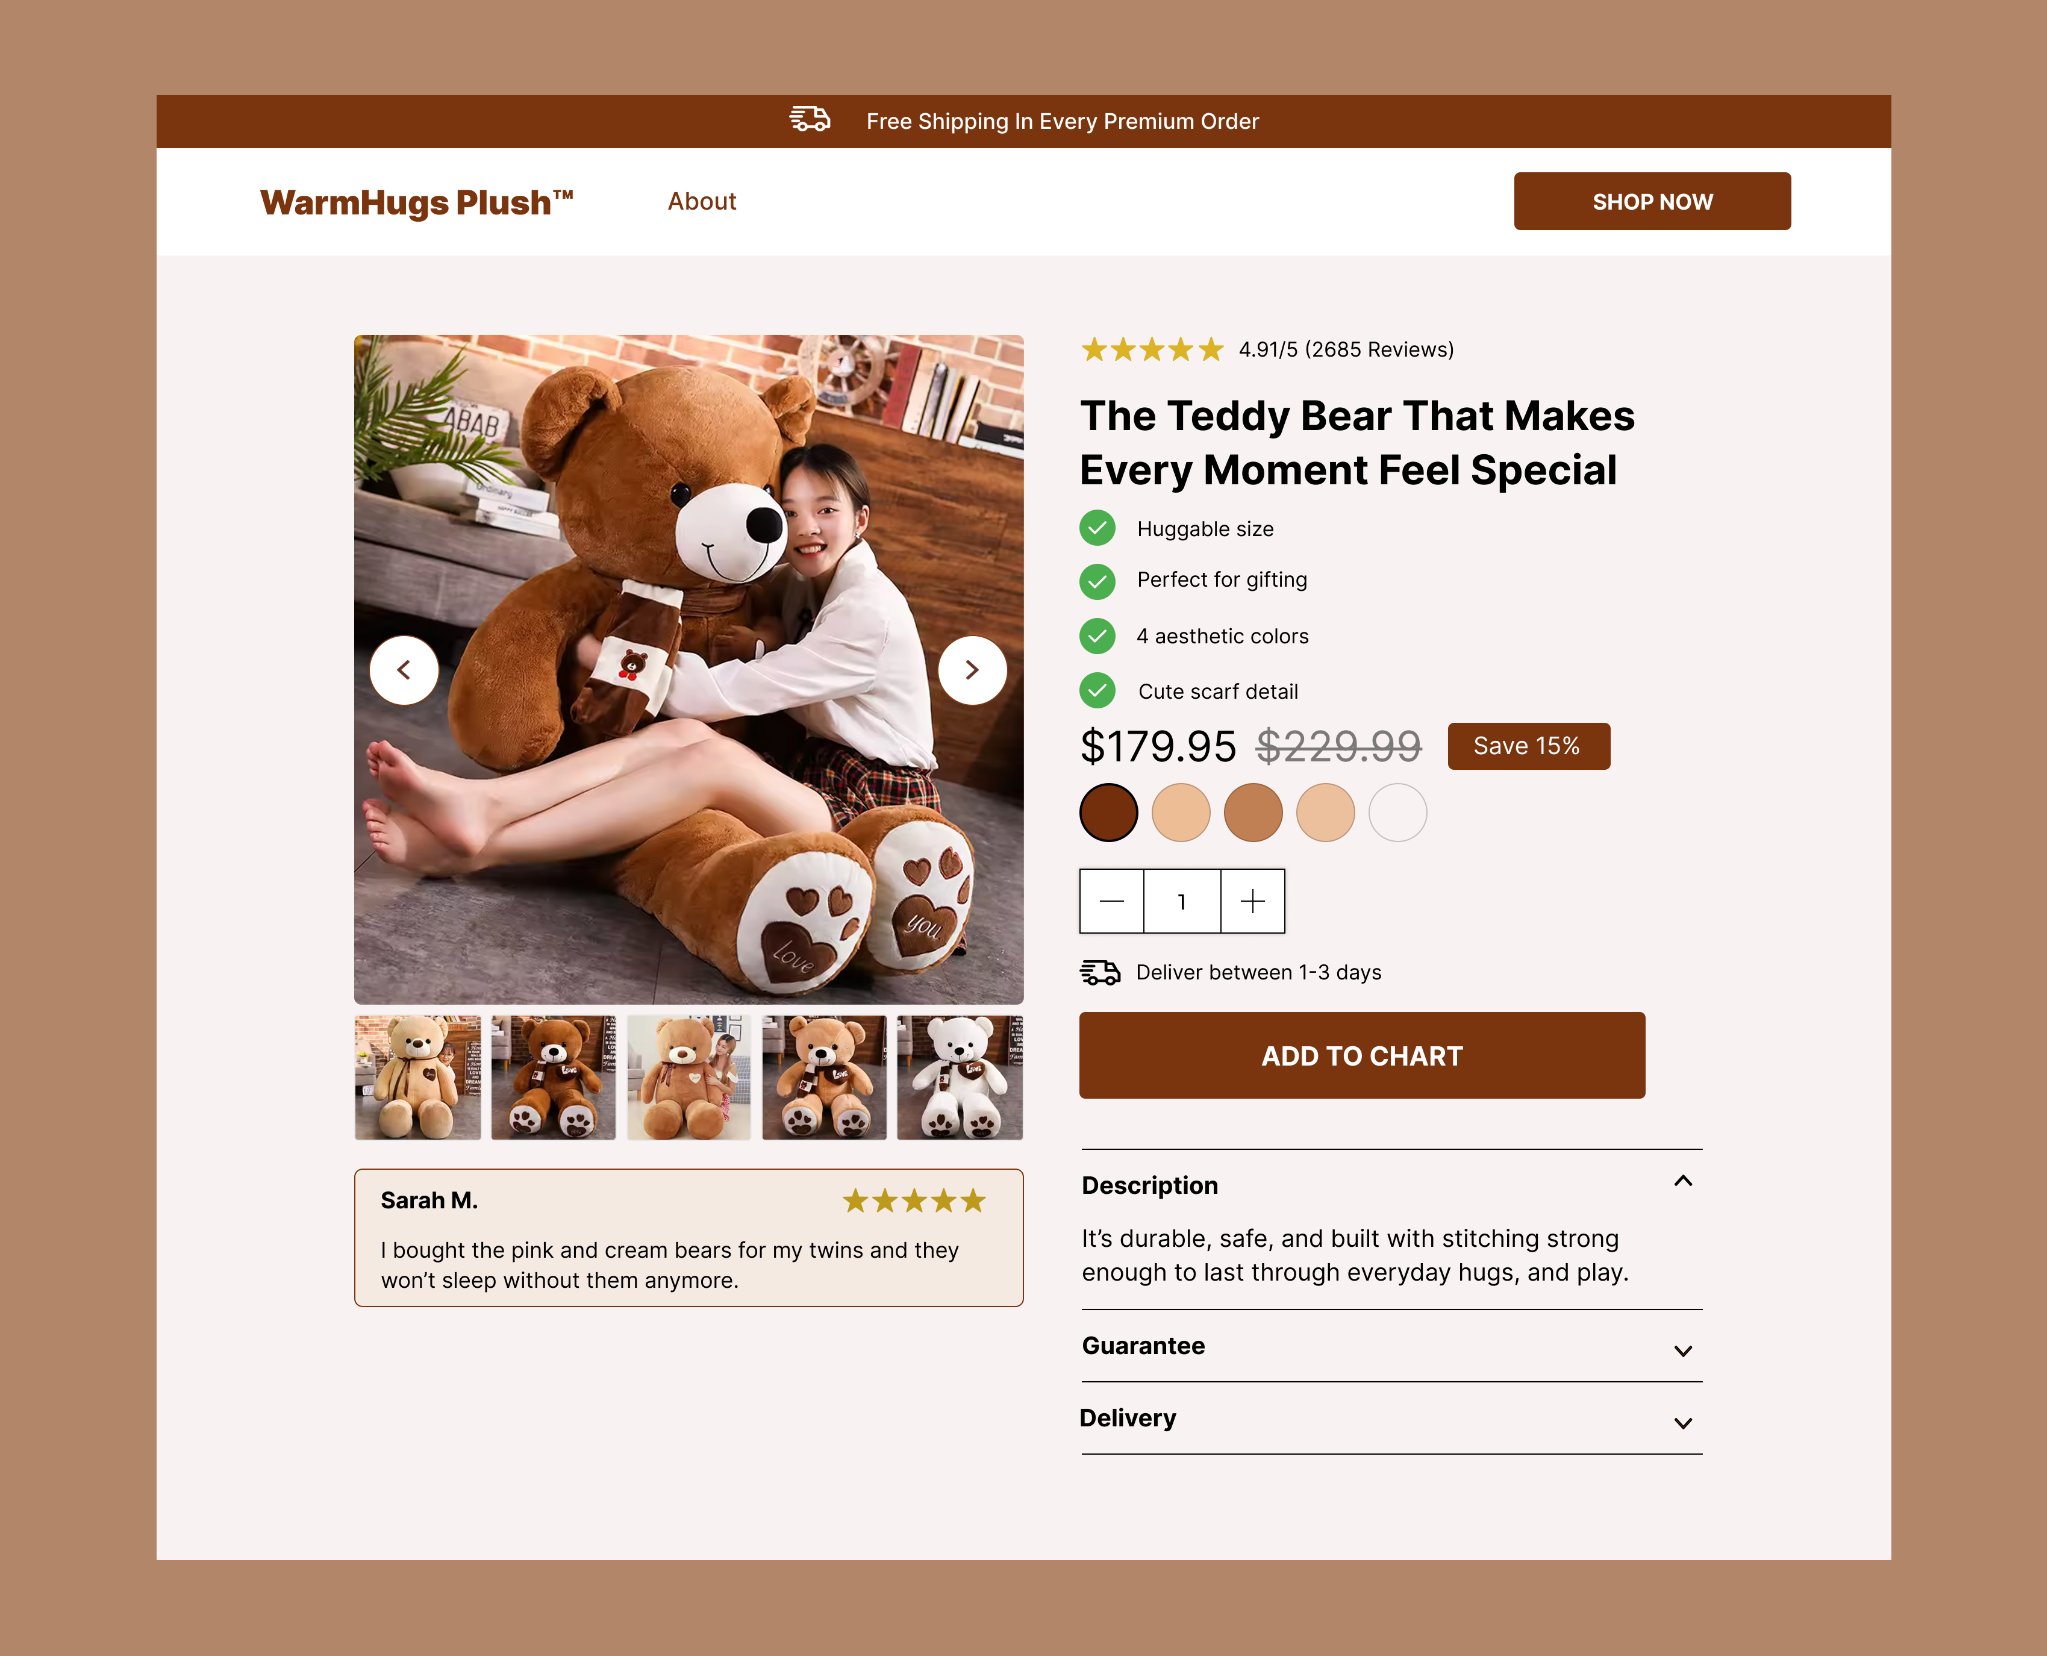 Free Shipping In Every Premium Order
WarmHugs Plush™
About
SHOP NOW
ABAB
Ordinary
Love
you
4.91/5 (2685 Reviews)
The Teddy Bear That Makes
Every Moment Feel Special
Huggable size
Perfect for gifting
4 aesthetic colors
Cute scarf detail
$179.95 $229.99 Save 15%
1
Deliver between 1-3 days
ADD TO CHART
Sarah M.
I bought the pink and cream bears for my twins and they
won't sleep without them anymore.
Description
It's durable, safe, and built with stitching strong
enough to last through everyday hugs, and play.
Guarantee
Delivery